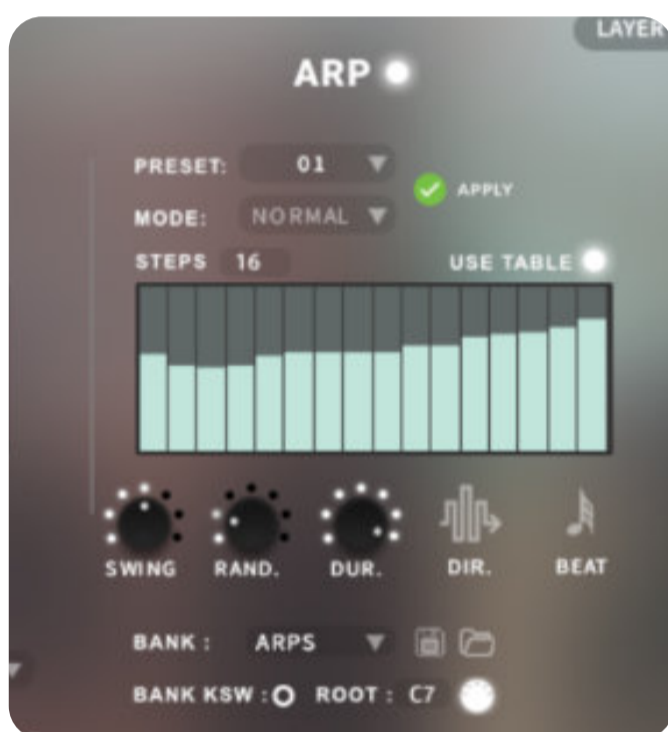 LAYER
ARP
PRESET: 01
APPLY
MODE: NORMAL
STEPS 16 USE TABLE
SWING RAND. DUR. DIR. BEAT
BANK : ARPS
BANK KSW : ROOT : C7